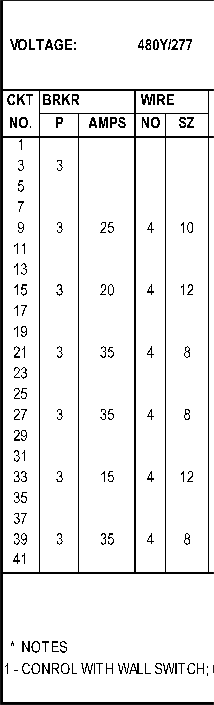 VOLTAGE: 480Y/277
CKT BRKR WIRE
NO. P AMPS NO SZ
1
3 3
5
7
9 3 25 4 10
11
13
15 3 20 4 12
17
19
21 3 35 4 8
23
25
27 3 35 4 8
29
31
33 3 15 4 12
35
37
39 3 35 4 8
41
* NOTES
1 - CONROL WITH WALL SWITCH;